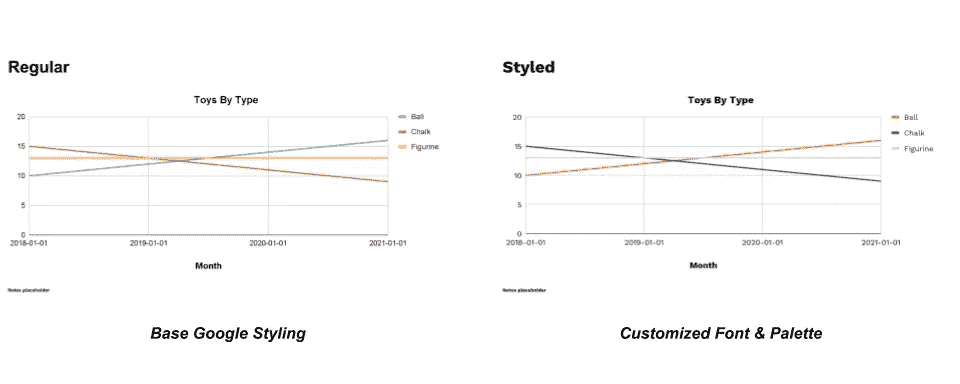 Regular
Toys By Type
20
15
10
5
0
2018-01-01 2019-01-01 2020-01-01 2021-01-01
Month
Ball
Chalk
Figurine
Notes placeholder
Base Google Styling
Styled
Toys By Type
20
15
10
5
0
2018-01-01 2019-01-01 2020-01-01 2021-01-01
Month
Ball
Chalk
Figurine
Notes placeholder
Customized Font & Palette